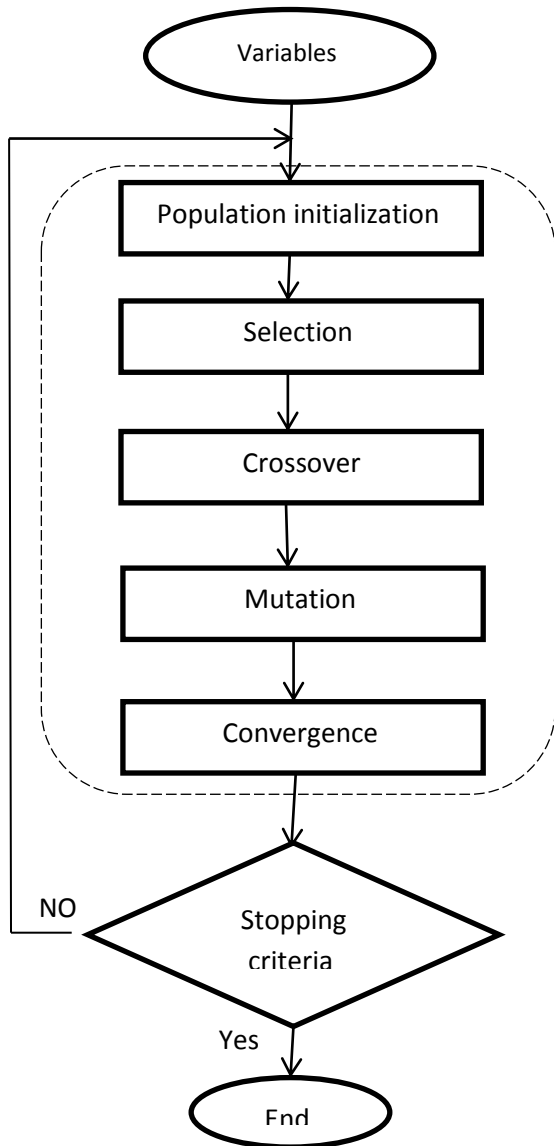 Variables
Population initialization
Selection
Crossover
Mutation
Convergence
NO
Stopping
criteria
Yes
End